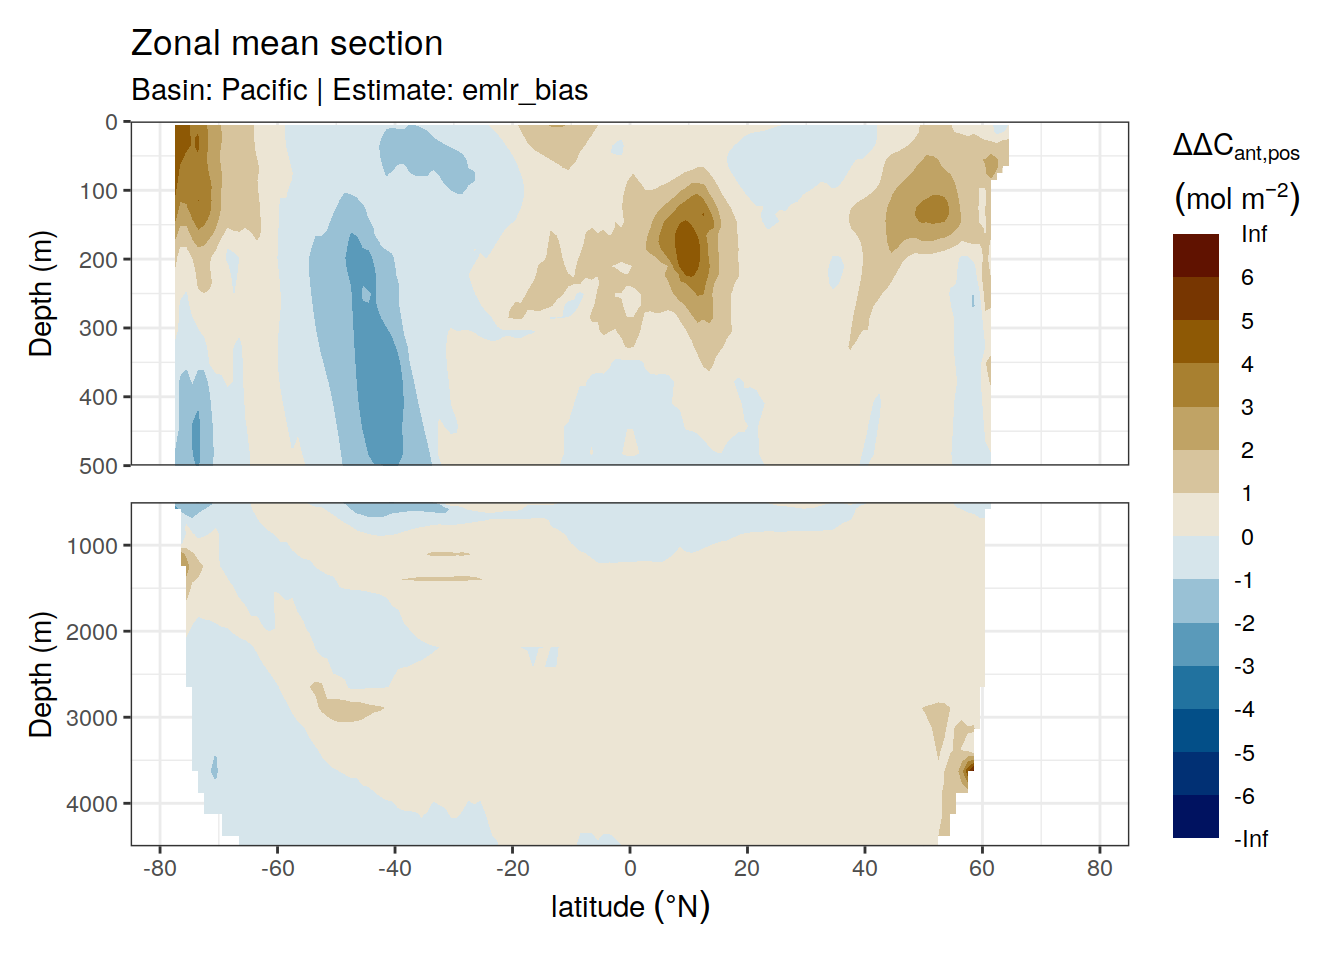 Zonal mean section
Basin: Pacific | Estimate: emlr_bias
Depth (m)
0
100
200
300
400
500
Depth (m)
1000
2000
3000
4000
-80 -60 -40 -20 0 20 40 60 80
latitude (°N)
ΔΔC_ant,pos
(mol m⁻²)
Inf
6
5
4
3
2
1
0
-1
-2
-3
-4
-5
-6
-Inf